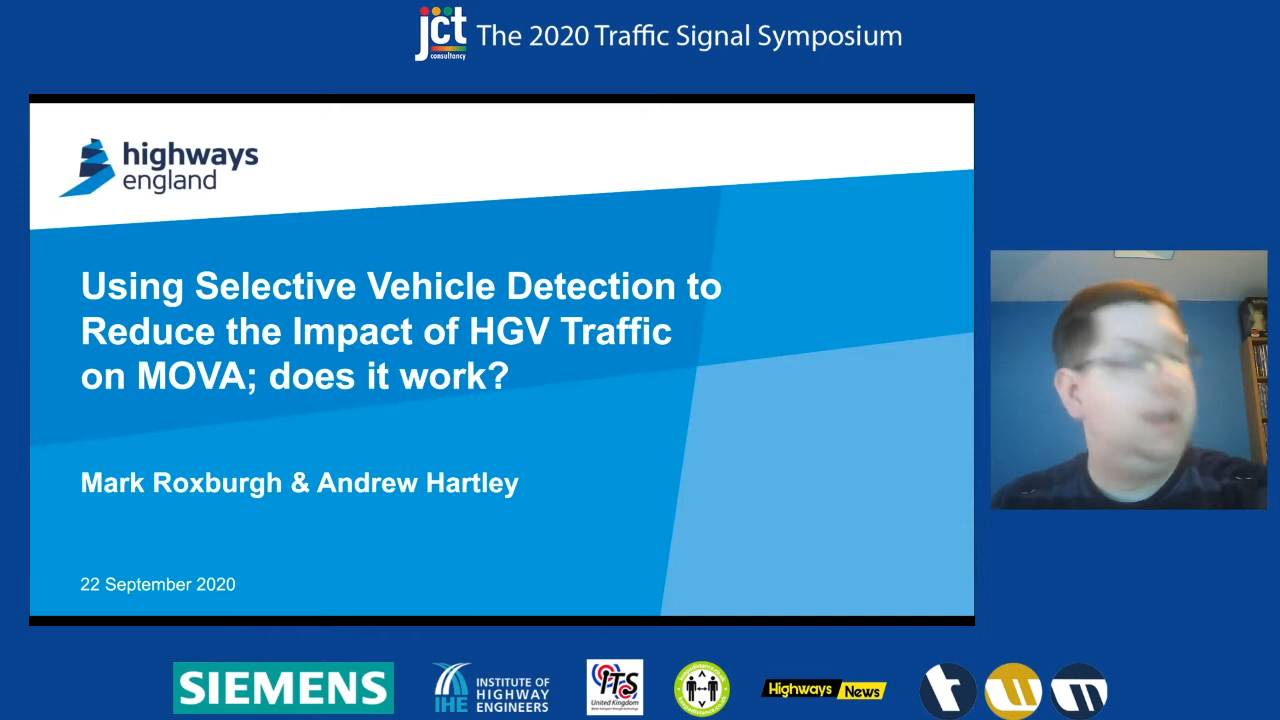 jct
consultancy
The 2020 Traffic Signal Symposium
highways
england
Using Selective Vehicle Detection to
Reduce the Impact of HGV Traffic
on MOVA; does it work?
Mark Roxburgh & Andrew Hartley
22 September 2020
SIEMENS
IHE
INSTITUTE OF
HIGHWAY
ENGINEERS
ITS
United Kingdom
Highways News